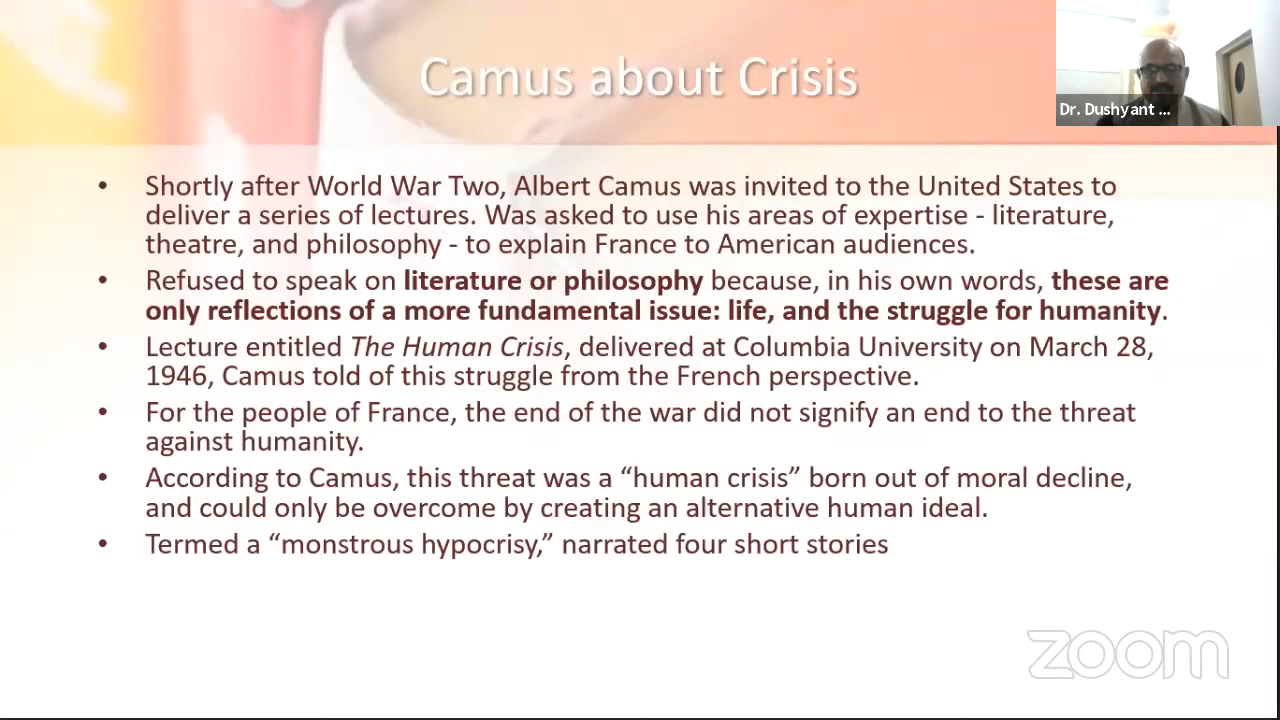 Camus about Crisis
Dr. Dushyant ...
• Shortly after World War Two, Albert Camus was invited to the United States to
deliver a series of lectures. Was asked to use his areas of expertise - literature,
theatre, and philosophy - to explain France to American audiences.
• Refused to speak on literature or philosophy because, in his own words, these are
only reflections of a more fundamental issue: life, and the struggle for humanity.
• Lecture entitled The Human Crisis, delivered at Columbia University on March 28,
1946, Camus told of this struggle from the French perspective.
• For the people of France, the end of the war did not signify an end to the threat
against humanity.
• According to Camus, this threat was a “human crisis” born out of moral decline,
and could only be overcome by creating an alternative human ideal.
• Termed a “monstrous hypocrisy,” narrated four short stories
zoom